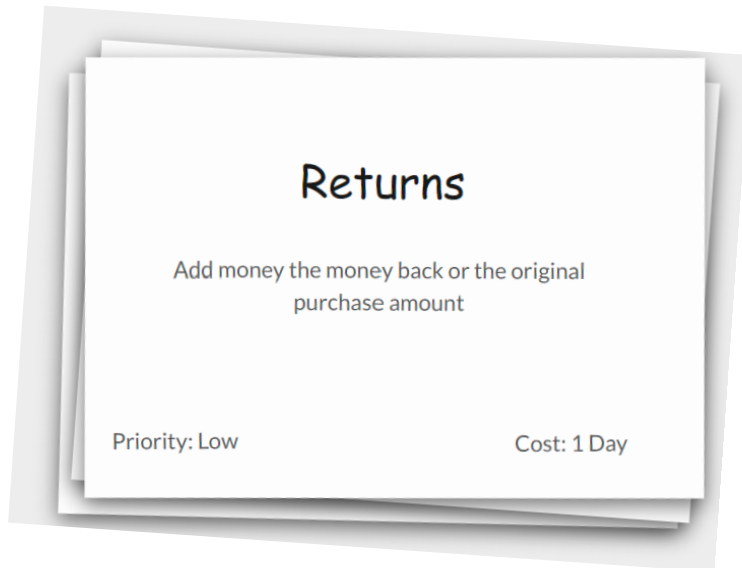 Returns
Add money the money back or the original
purchase amount
Priority: Low
Cost: 1 Day